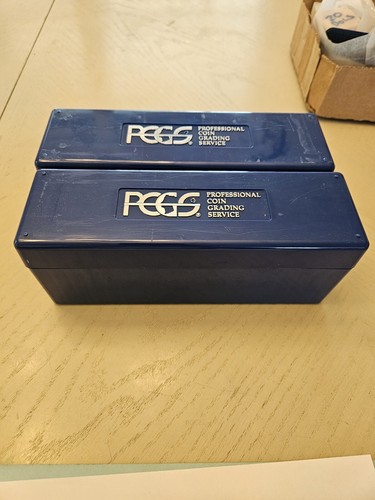 PCGS® PROFESSIONAL
COIN
GRADING
SERVICE
PCGS® PROFESSIONAL
COIN
GRADING
SERVICE